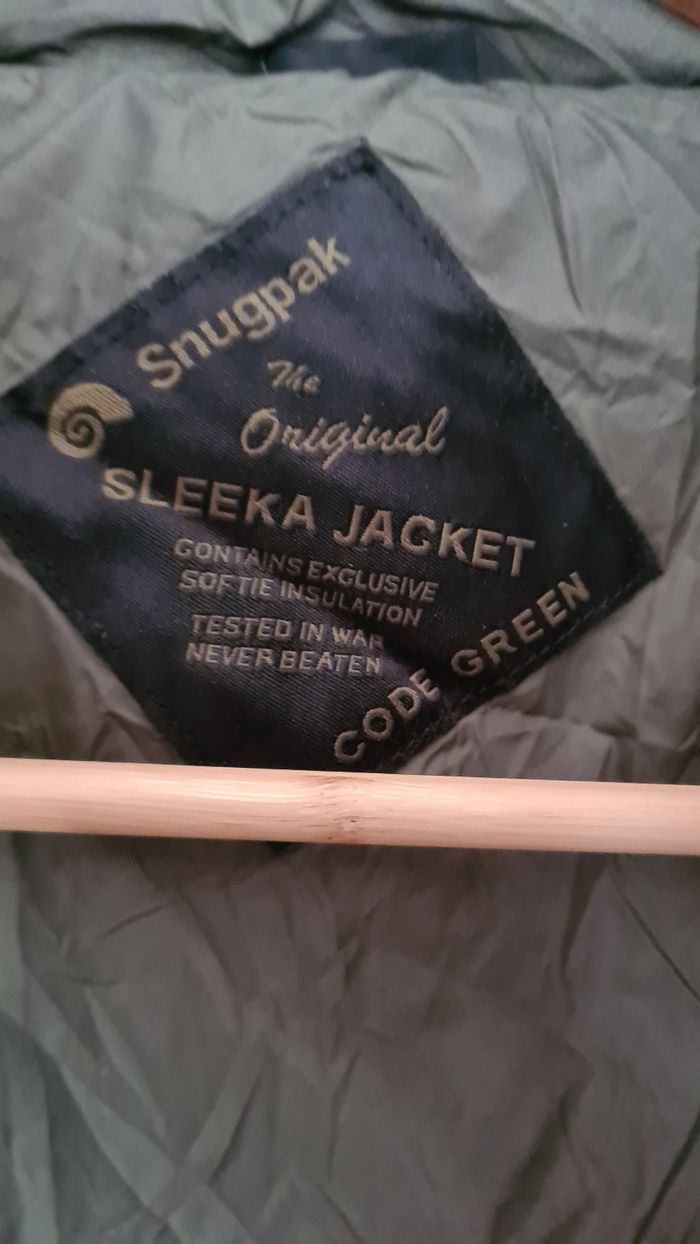 Snugpak
The
Original
SLEEKA JACKET
CONTAINS EXCLUSIVE
SOFTIE INSULATION
TESTED IN WAR
NEVER BEATEN
CODE GREEN